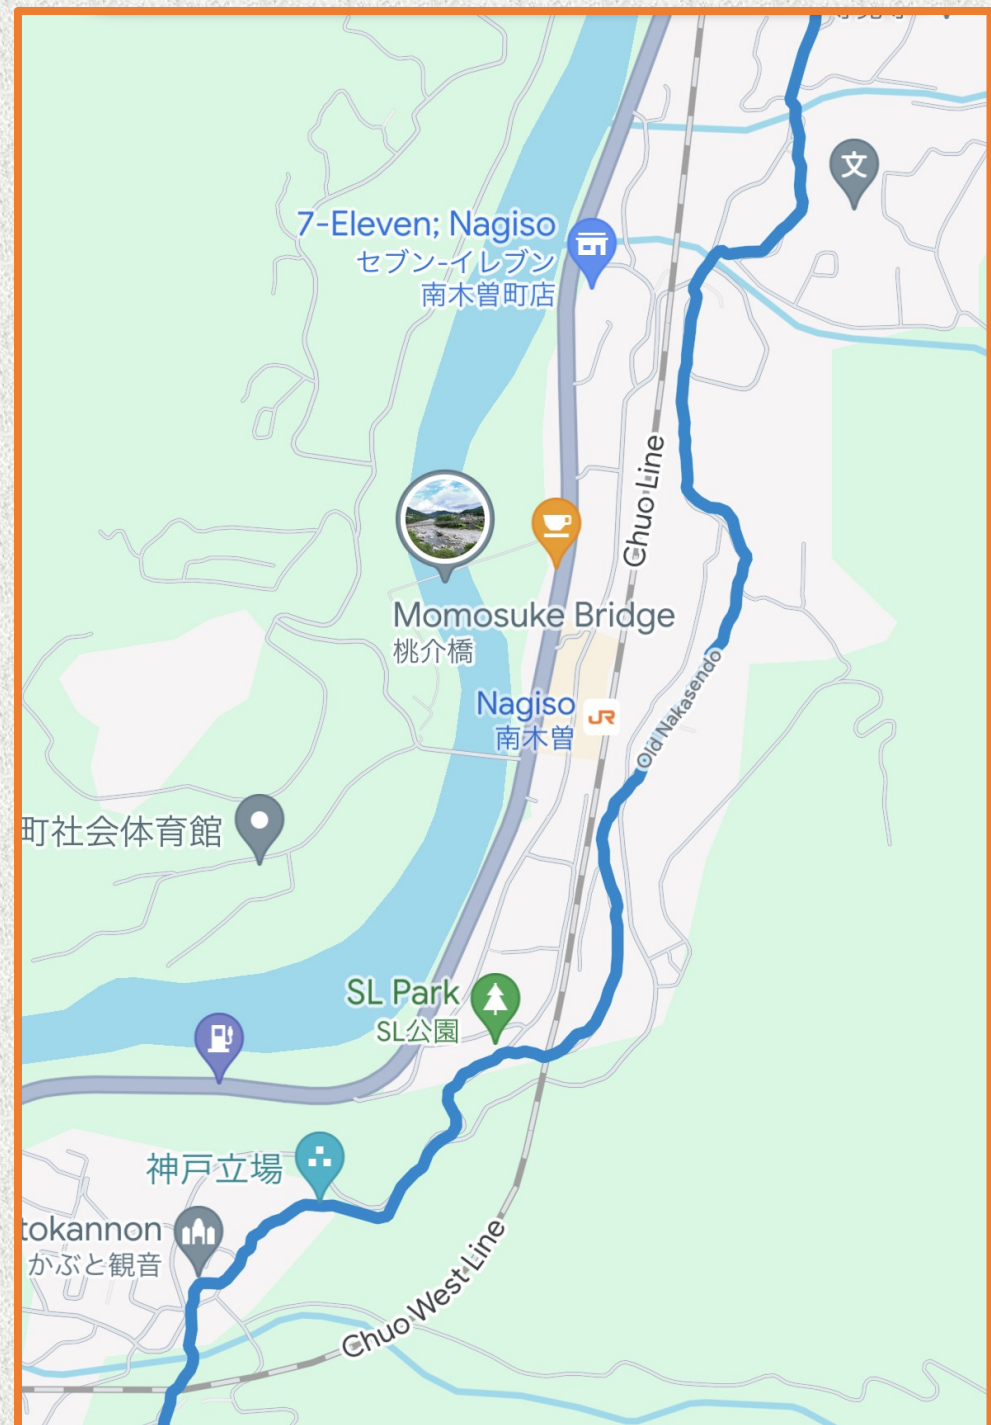 文
7-Eleven; Nagiso
セブン-イレブン
南木曽町店
Chuo Line
Momosuke Bridge
桃介橋
Old Nakasendo
Nagiso
南木曽
JR
町社会体育館
SL Park
SL公園
神戸立場
tokannon
かぶと観音
Chuo West Line